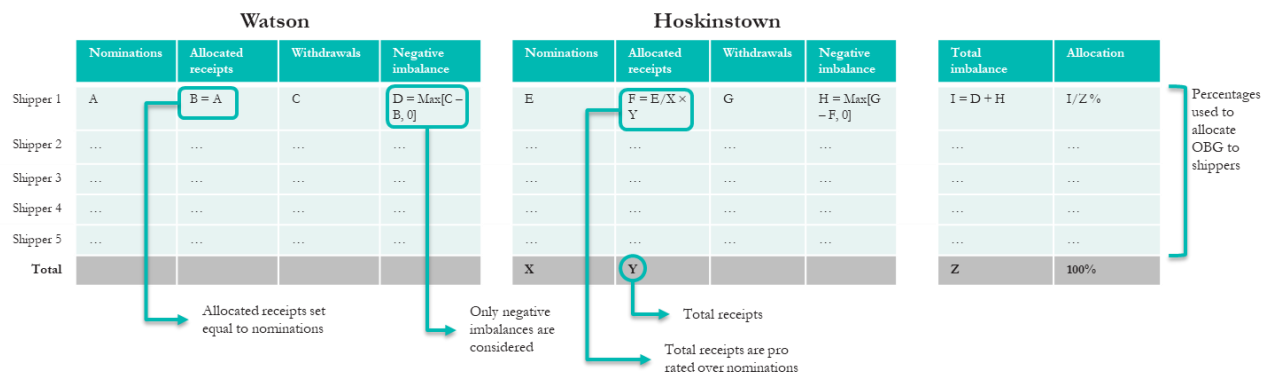 Watson
Hoskinstown
Nominations Allocated receipts Withdrawals Negative imbalance
Nominations Allocated receipts Withdrawals Negative imbalance
Total imbalance Allocation
Shipper 1 A B = A C D = Max[C – B, 0] E F = E/X × Y G H = Max[G – F, 0] I = D + H I/Z %
Shipper 2 … … … … … … … … … …
Shipper 3 … … … … … … … … … …
Shipper 4 … … … … … … … … … …
Shipper 5 … … … … … … … … … …
Total X Y Z 100%
Percentages
used to
allocate
OBG to
shippers
Allocated receipts set
equal to nominations
Only negative
imbalances are
considered
Total receipts
Total receipts are pro
rated over nominations